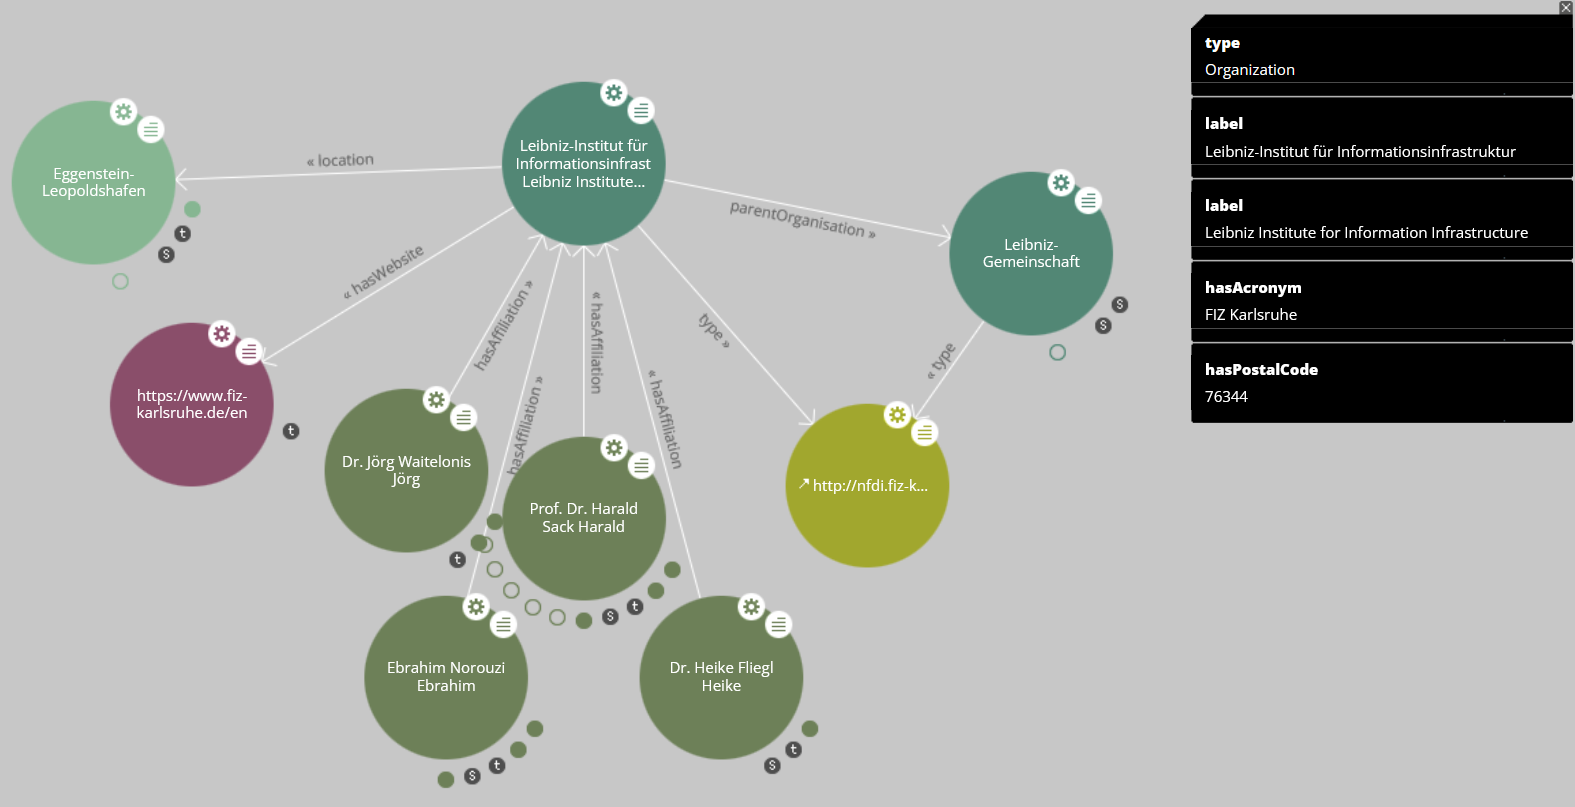 Eggenstein-
Leopoldshafen
« location
Leibniz-Institut für
Informationsinfrast
Leibniz Institute...
parentOrganisation »
Leibniz-
Gemeinschaft
« hasWebsite
https://www.fiz-
karlsruhe.de/en
hasAffiliation »
hasAffiliation »
« hasAffiliation
« hasAffiliation
type »
« type
http://nfdi.fiz-k...
Dr. Jörg Waitelonis
Jörg
Prof. Dr. Harald
Sack Harald
Ebrahim Norouzi
Ebrahim
Dr. Heike Fliegl
Heike
t
S
t
S
S
t
S
t
S
t
S
t
type
Organization
label
Leibniz-Institut für Informationsinfrastruktur
label
Leibniz Institute for Information Infrastructure
hasAcronym
FIZ Karlsruhe
hasPostalCode
76344